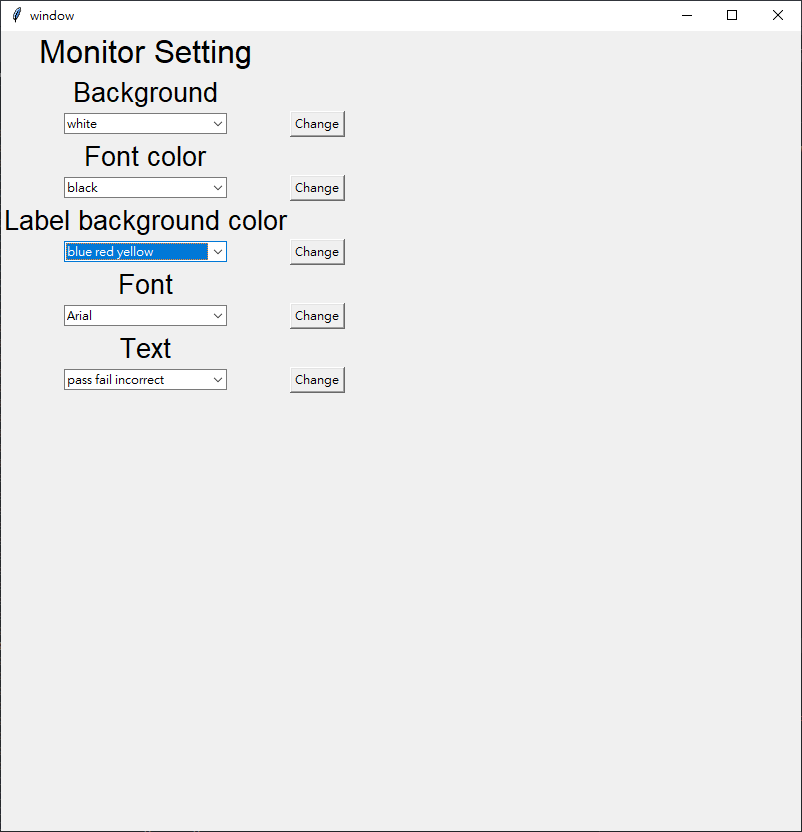 window
Monitor Setting
Background
white Change
Font color
black Change
Label background color
blue red yellow Change
Font
Arial Change
Text
pass fail incorrect Change